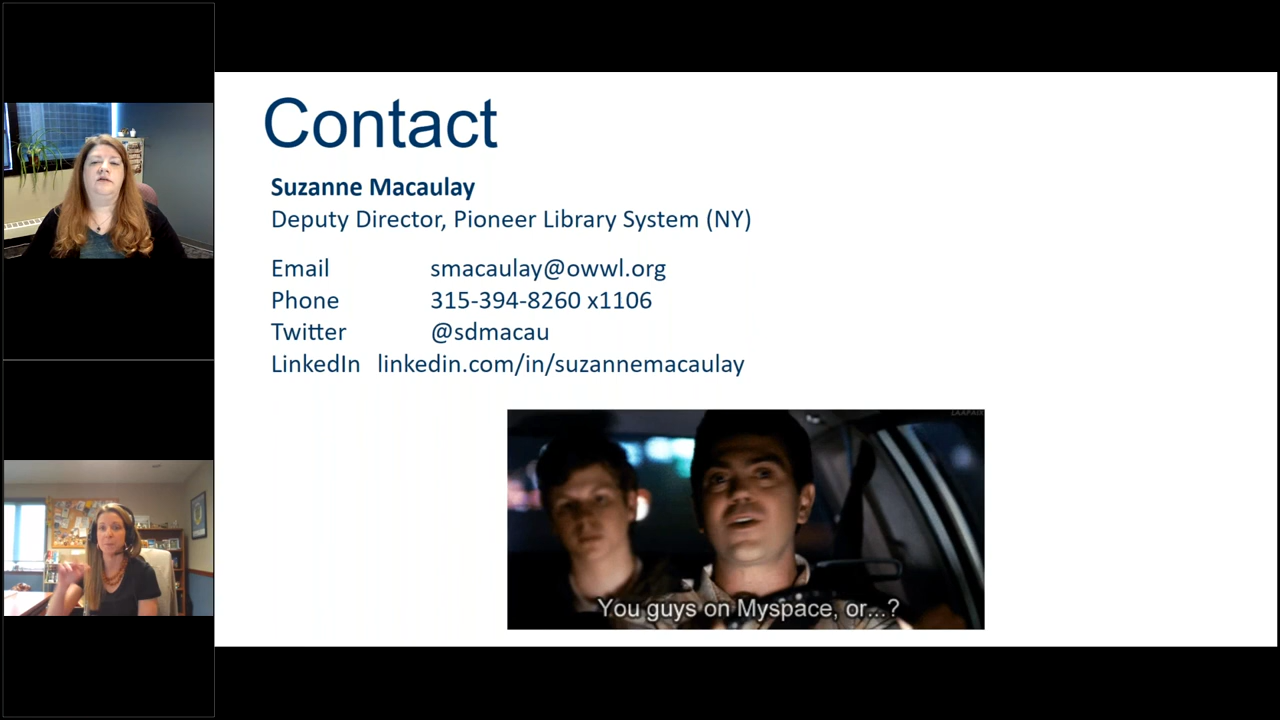 Contact
Suzanne Macaulay
Deputy Director, Pioneer Library System (NY)
Email smacaulay@owwl.org
Phone 315-394-8260 x1106
Twitter @sdmacau
LinkedIn linkedin.com/in/suzannemacaulay
You guys on Myspace, or...?